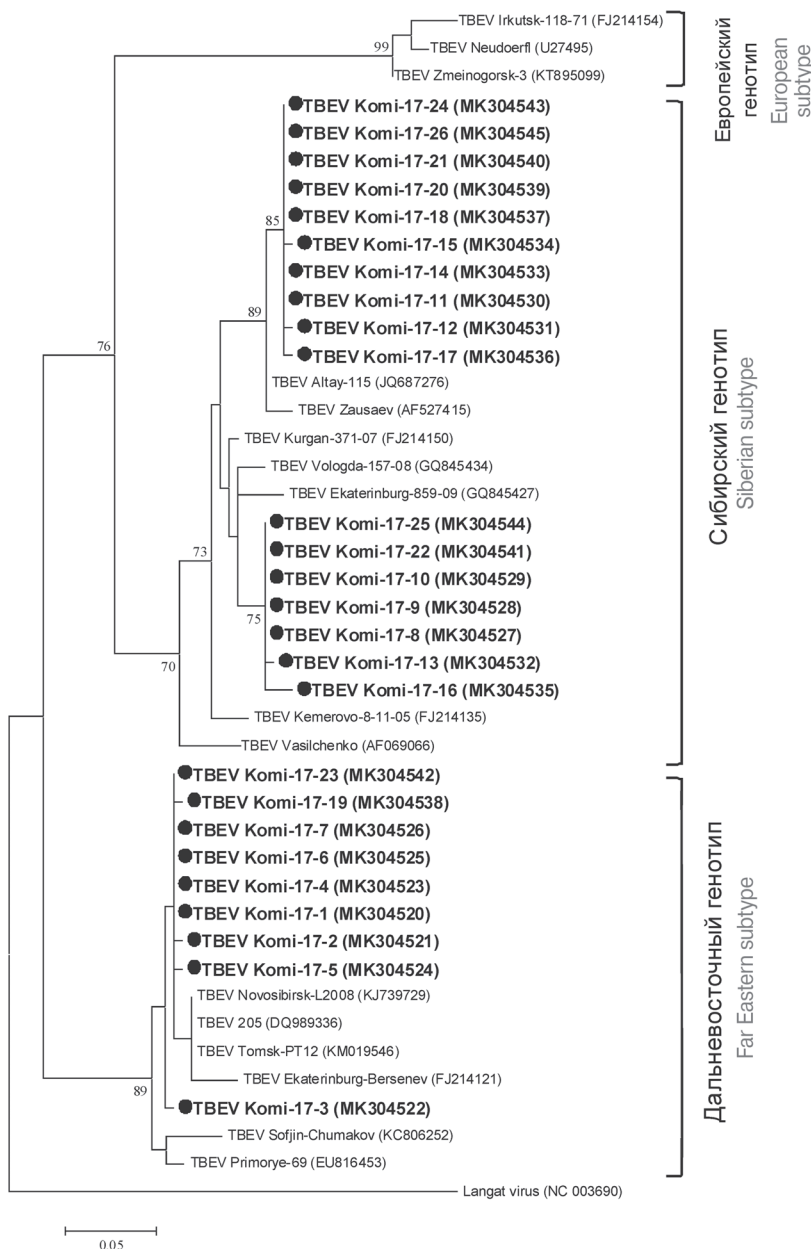 TBEV Irkutsk-118-71 (FJ214154)
99
TBEV Neudoerfl (U27495)
TBEV Zmeinogorsk-3 (KT895099)
Европейский
генотип
European
subtype
TBEV Komi-17-24 (MK304543)
TBEV Komi-17-26 (MK304545)
TBEV Komi-17-21 (MK304540)
TBEV Komi-17-20 (MK304539)
TBEV Komi-17-18 (MK304537)
85
TBEV Komi-17-15 (MK304534)
TBEV Komi-17-14 (MK304533)
TBEV Komi-17-11 (MK304530)
89
TBEV Komi-17-12 (MK304531)
76
TBEV Komi-17-17 (MK304536)
TBEV Altay-115 (JQ687276)
TBEV Zausaev (AF527415)
TBEV Kurgan-371-07 (FJ214150)
TBEV Vologda-157-08 (GQ845434)
TBEV Ekaterinburg-859-09 (GQ845427)
Сибирский генотип
Siberian subtype
TBEV Komi-17-25 (MK304544)
TBEV Komi-17-22 (MK304541)
73
TBEV Komi-17-10 (MK304529)
TBEV Komi-17-9 (MK304528)
75
TBEV Komi-17-8 (MK304527)
TBEV Komi-17-13 (MK304532)
70
TBEV Komi-17-16 (MK304535)
TBEV Kemerovo-8-11-05 (FJ214135)
TBEV Vasilchenko (AF069066)
TBEV Komi-17-23 (MK304542)
TBEV Komi-17-19 (MK304538)
TBEV Komi-17-7 (MK304526)
TBEV Komi-17-6 (MK304525)
TBEV Komi-17-4 (MK304523)
TBEV Komi-17-1 (MK304520)
TBEV Komi-17-2 (MK304521)
TBEV Komi-17-5 (MK304524)
TBEV Novosibirsk-L2008 (KJ739729)
TBEV 205 (DQ989336)
TBEV Tomsk-PT12 (KM019546)
TBEV Ekaterinburg-Bersenev (FJ214121)
89
TBEV Komi-17-3 (MK304522)
TBEV Sofjin-Chumakov (KC806252)
TBEV Primorye-69 (EU816453)
Дальневосточный генотип
Far Eastern subtype
Langat virus (NC 003690)
0.05